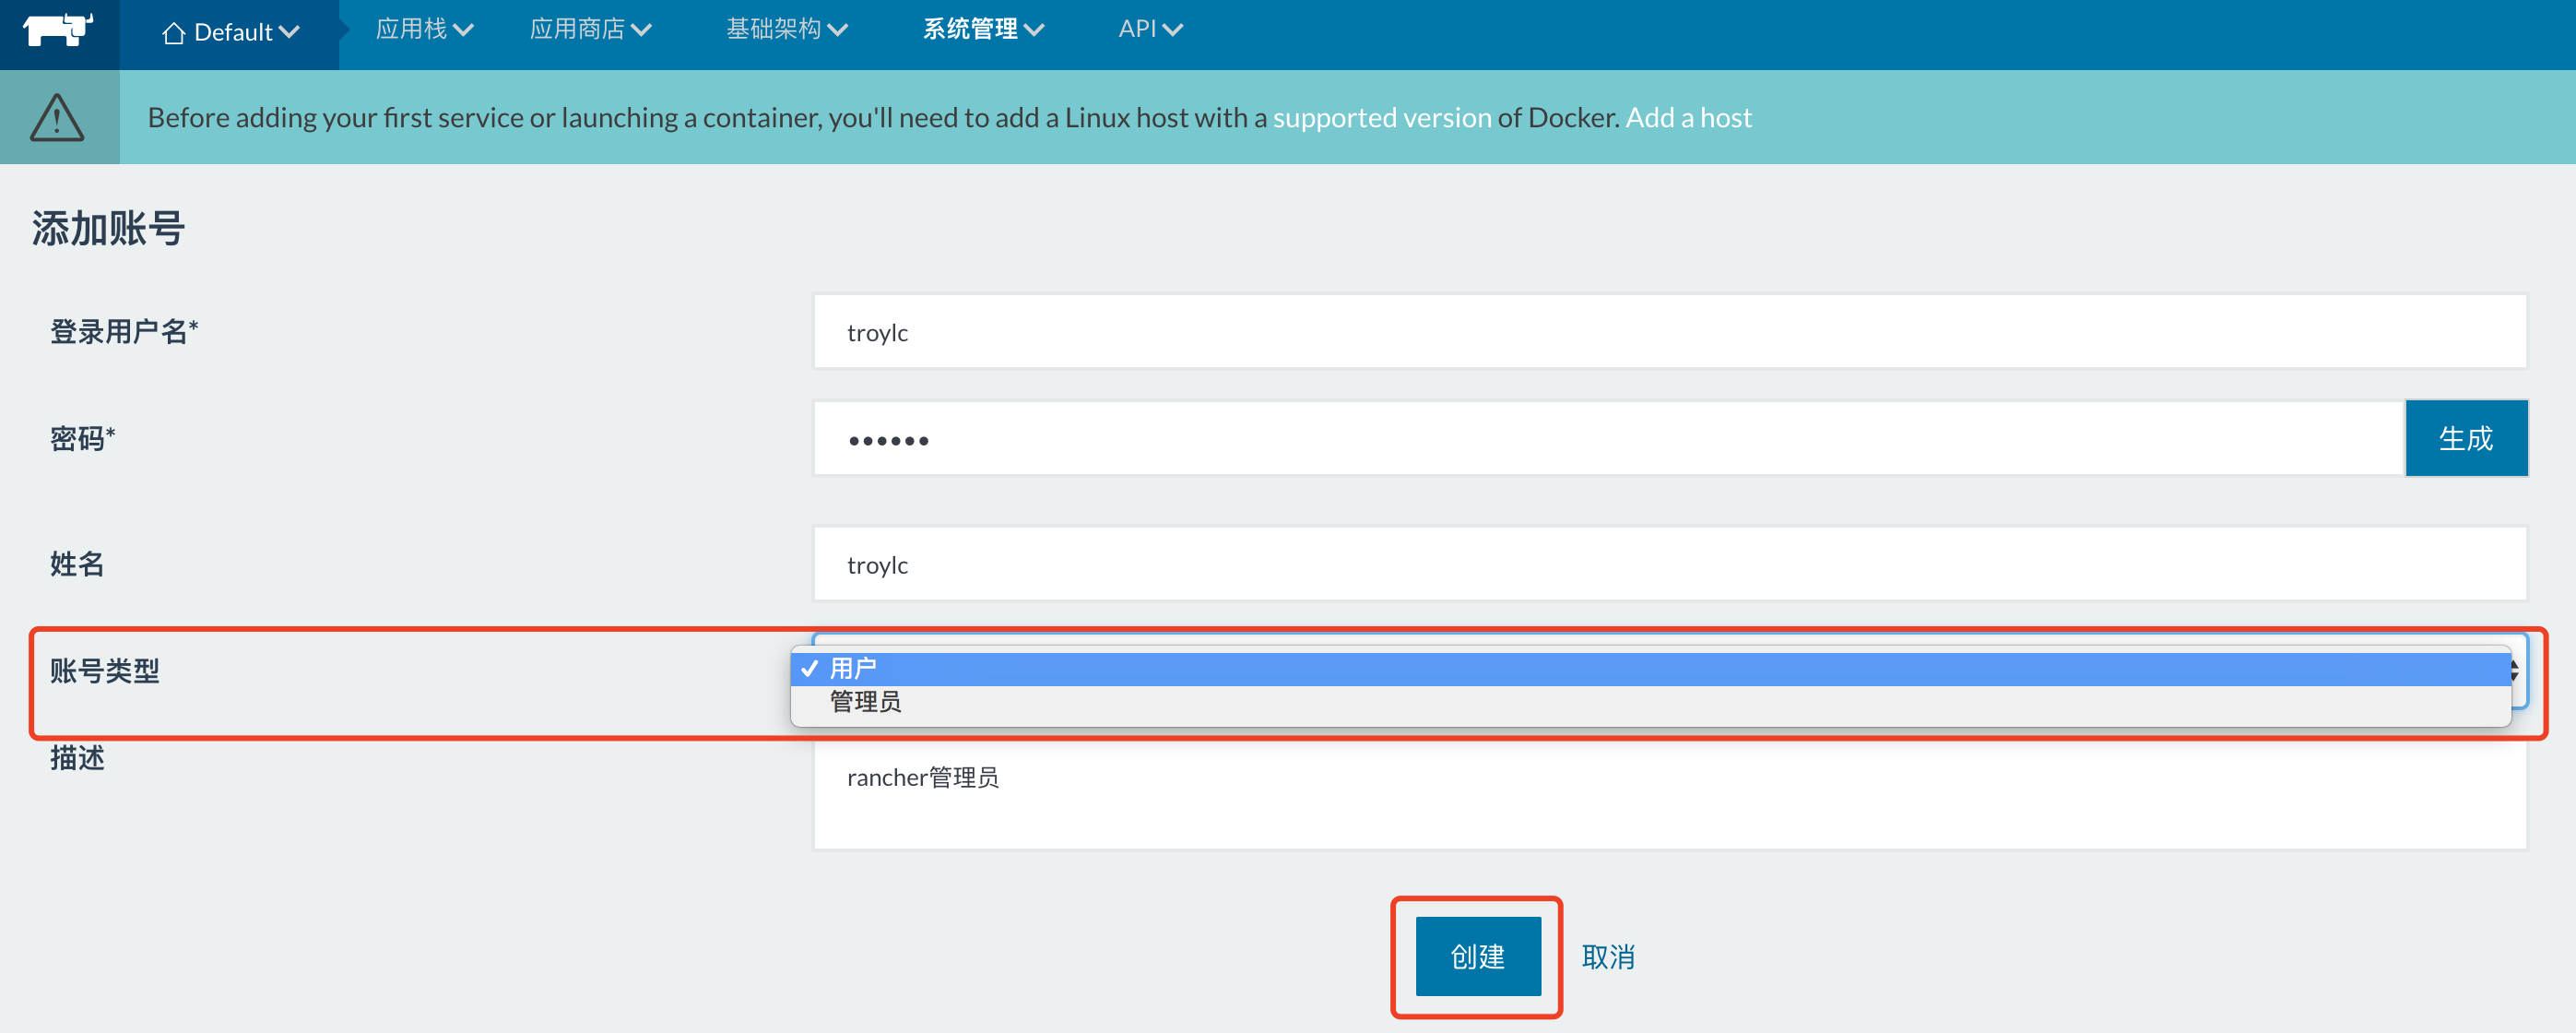 Default 应用栈 应用商店 基础架构 系统管理 API
Before adding your first service or launching a container, you'll need to add a Linux host with a supported version of Docker. Add a host
添加账号
登录用户名* troylc
密码* •••••• 生成
姓名 troylc
账号类型 ✓ 用户
管理员
描述 rancher管理员
创建 取消